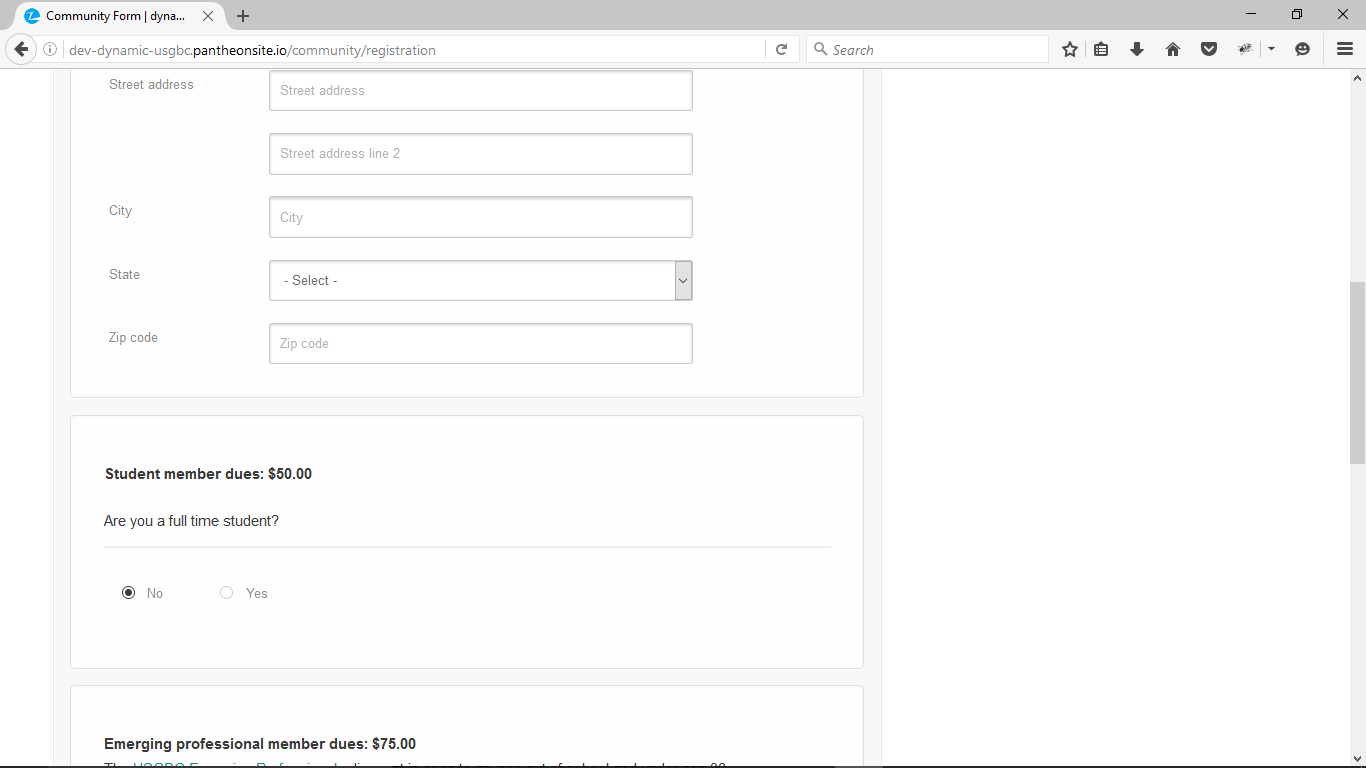 Community Form | dyna...
dev-dynamic-usgbc.pantheonsite.io/community/registration
Search
Street address
Street address
Street address line 2
City
City
State
- Select -
Zip code
Zip code
Student member dues: $50.00
Are you a full time student?
No
Yes
Emerging professional member dues: $75.00